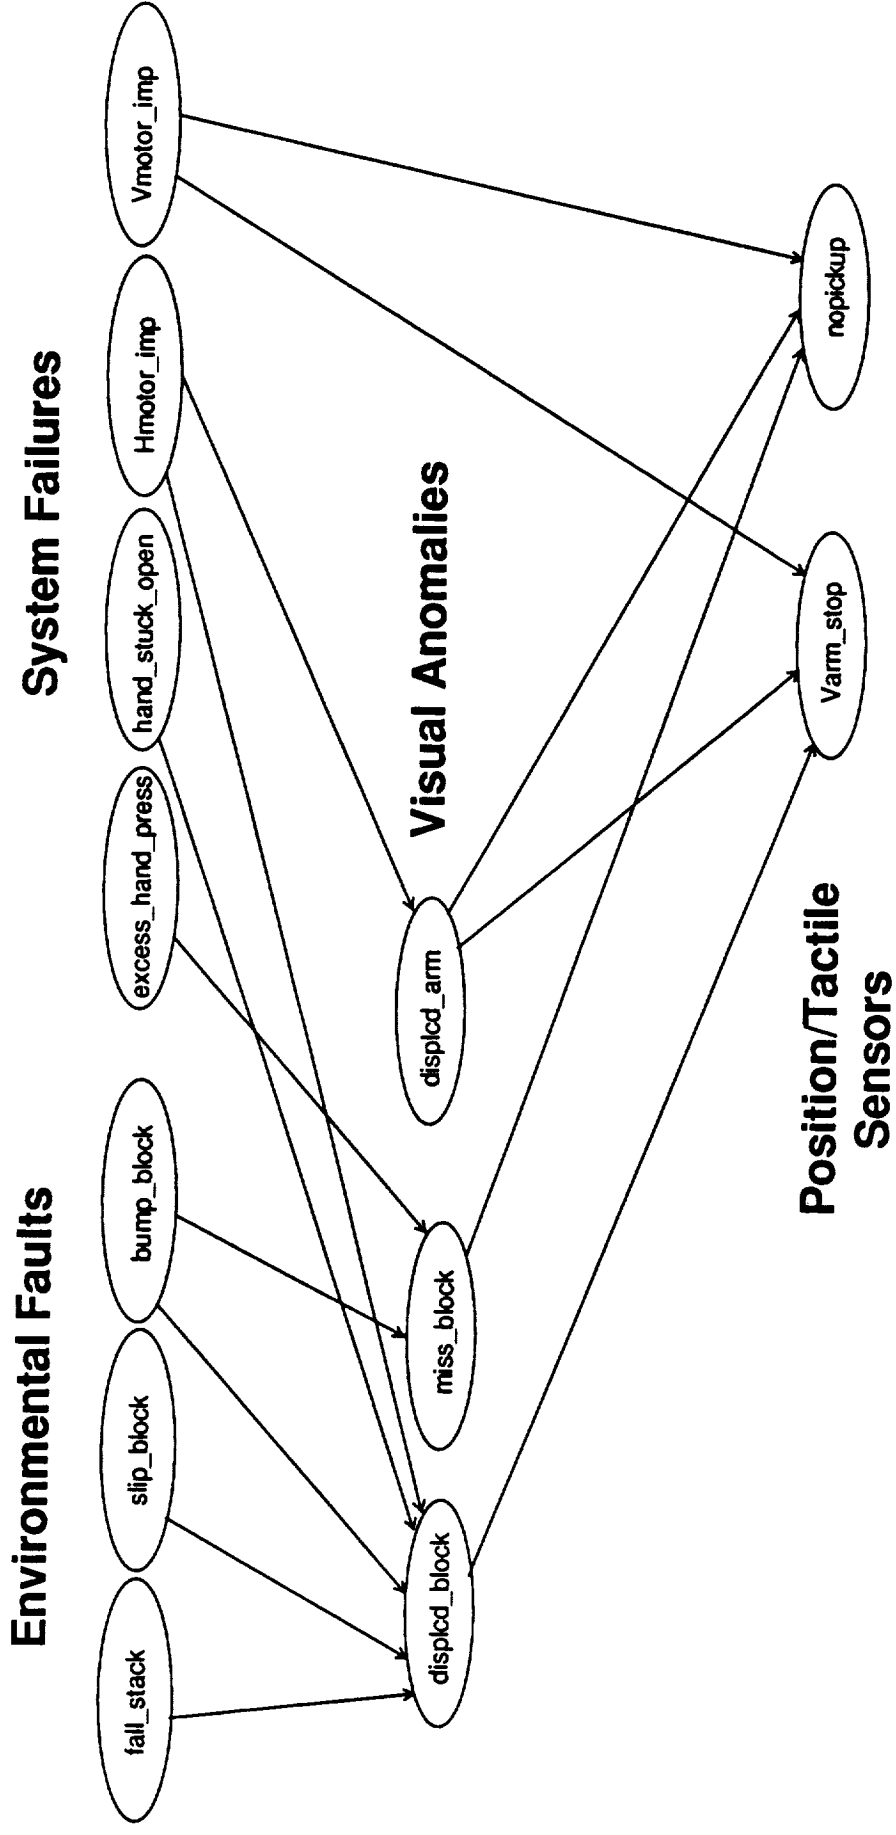 Environmental Faults
System Failures
fall_stack
slip_block
bump_block
excess_hand_press
hand_stuck_open
Hmotor_imp
Vmotor_imp
Visual Anomalies
displcd_block
miss_block
displcd_arm
Position/Tactile
Sensors
Varm_stop
nopickup